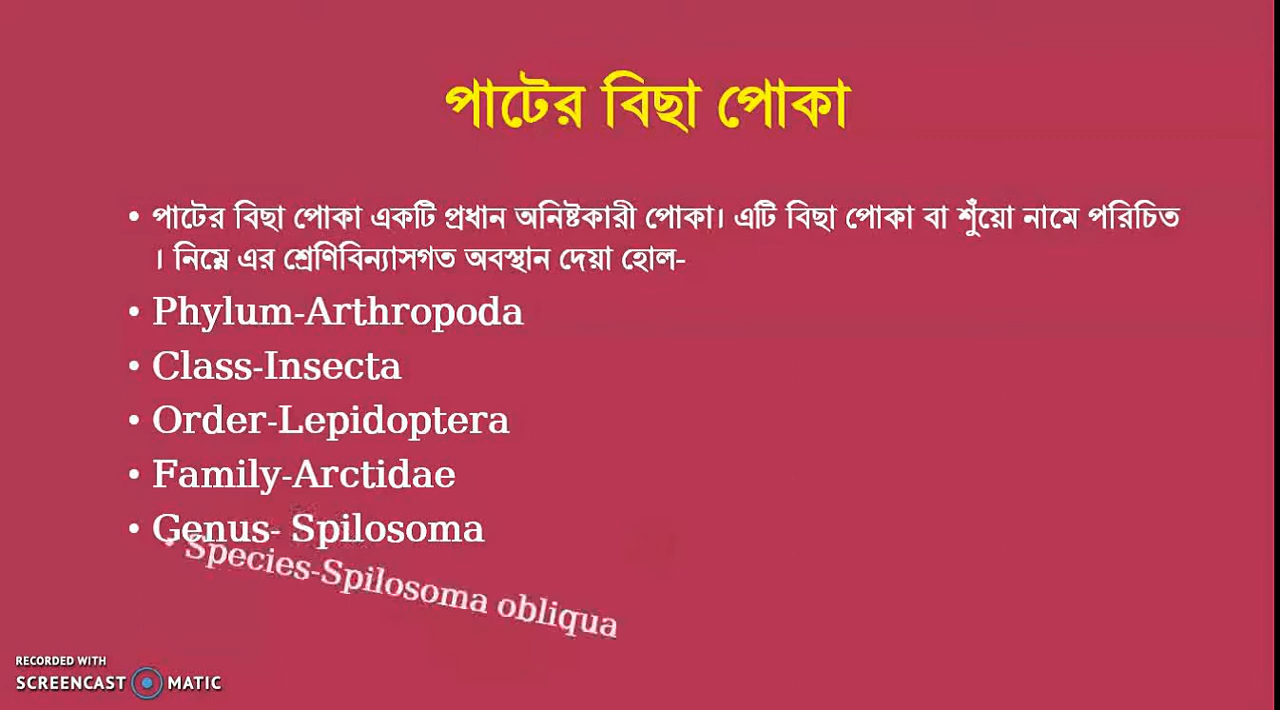 পাটের বিছা পোকা
• পাটের বিছা পোকা একটি প্রধান অনিষ্টকারী পোকা। এটি বিছা পোকা বা শুঁয়ো নামে পরিচিত
। নিম্নে এর শ্রেণিবিন্যাসগত অবস্থান দেয়া হোল-
• Phylum-Arthropoda
• Class-Insecta
• Order-Lepidoptera
• Family-Arctidae
• Genus- Spilosoma
• Species-Spilosoma obliqua
RECORDED WITH
SCREENCAST MATIC